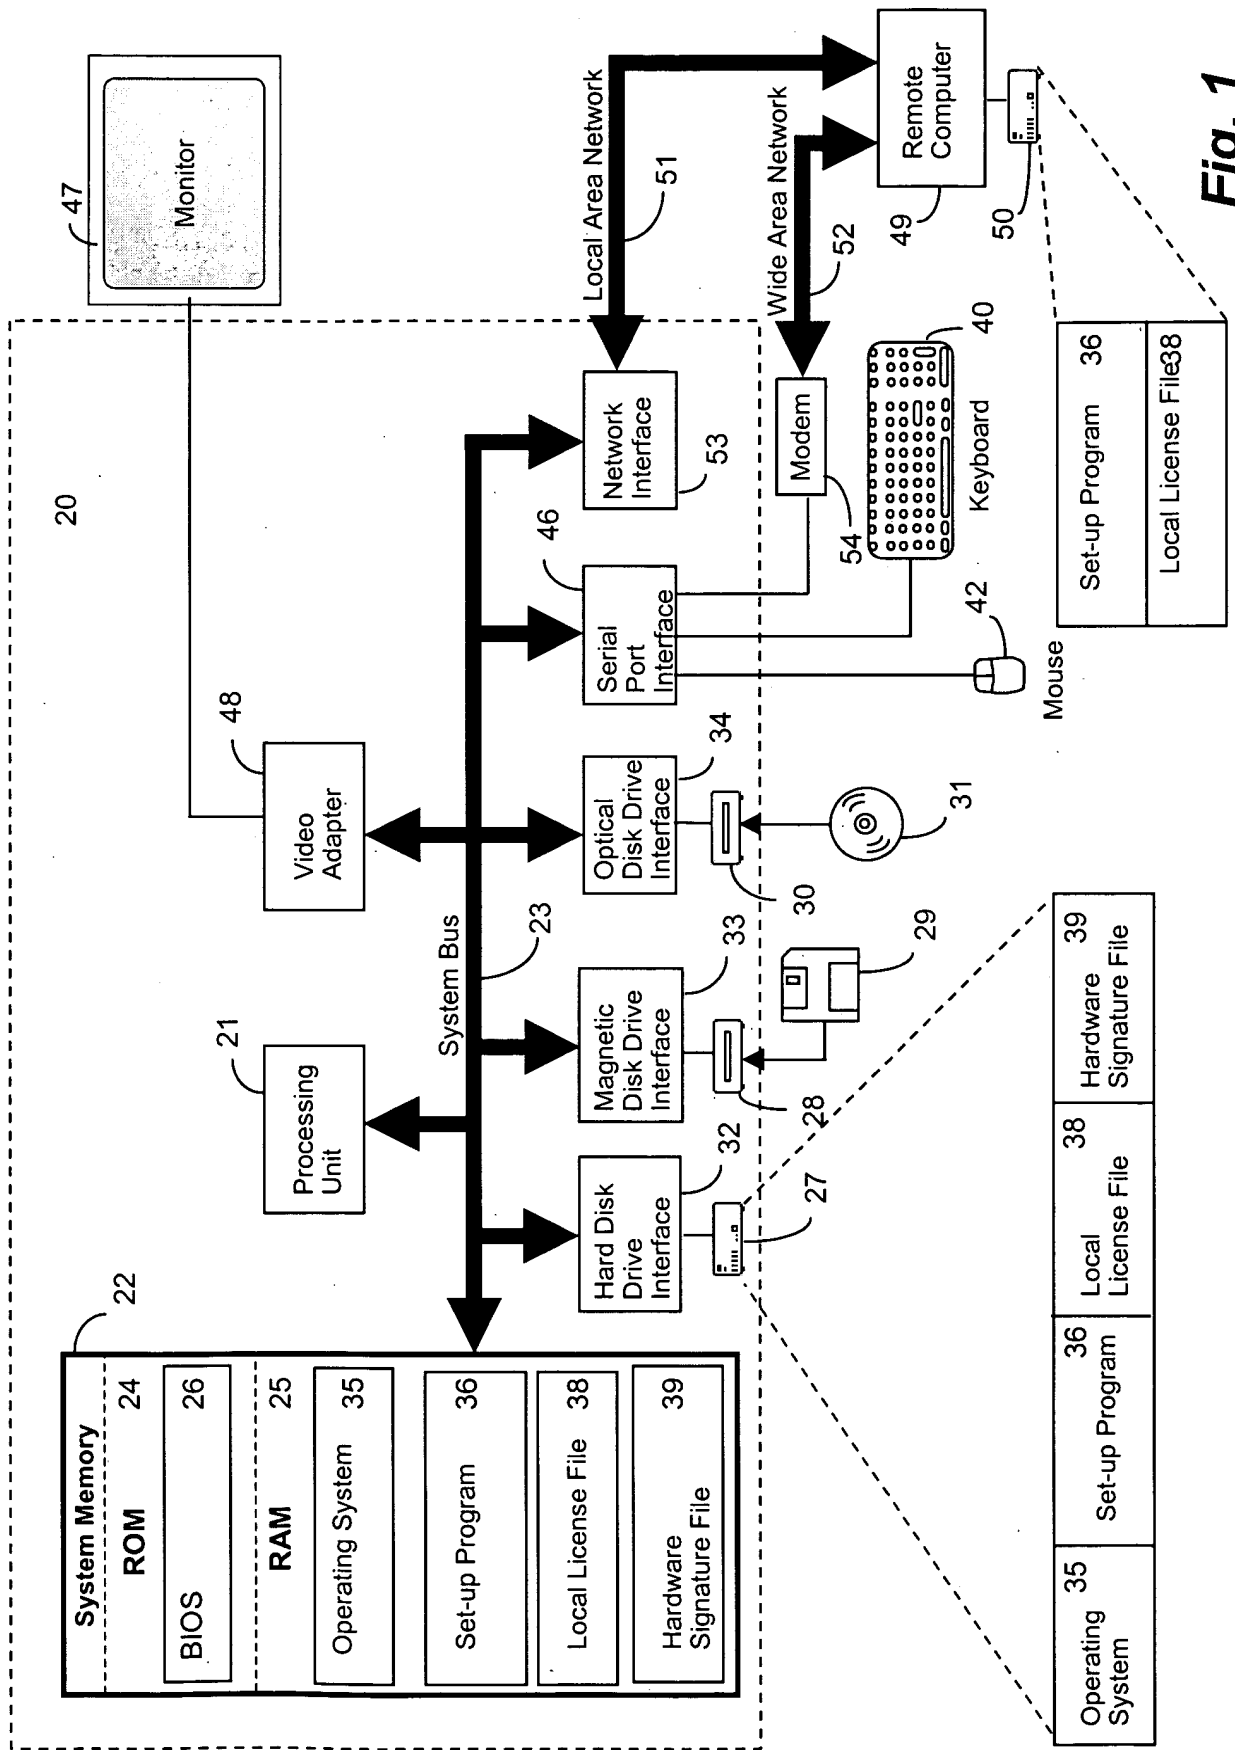 System Memory
22
ROM 24
BIOS 26
RAM 25
Operating System 35
Set-up Program 36
Local License File 38
Hardware
Signature File
39
20
21
Processing
Unit
48
Video
Adapter
47
Monitor
System Bus
23
Hard Disk
Drive
Interface
32
Magnetic
Disk Drive
Interface
33
Optical
Disk Drive
Interface
34
Serial
Port
Interface
46
Network
Interface
53
Local Area Network
51
27
28
29
30
31
Modem
54
Wide Area Network
52
Remote
Computer
49
50
40
Keyboard
42
Mouse
Operating
System
35
Set-up Program
36
Local
License File
38
Hardware
Signature File
39
Set-up Program 36
Local License File38
Fig. 1